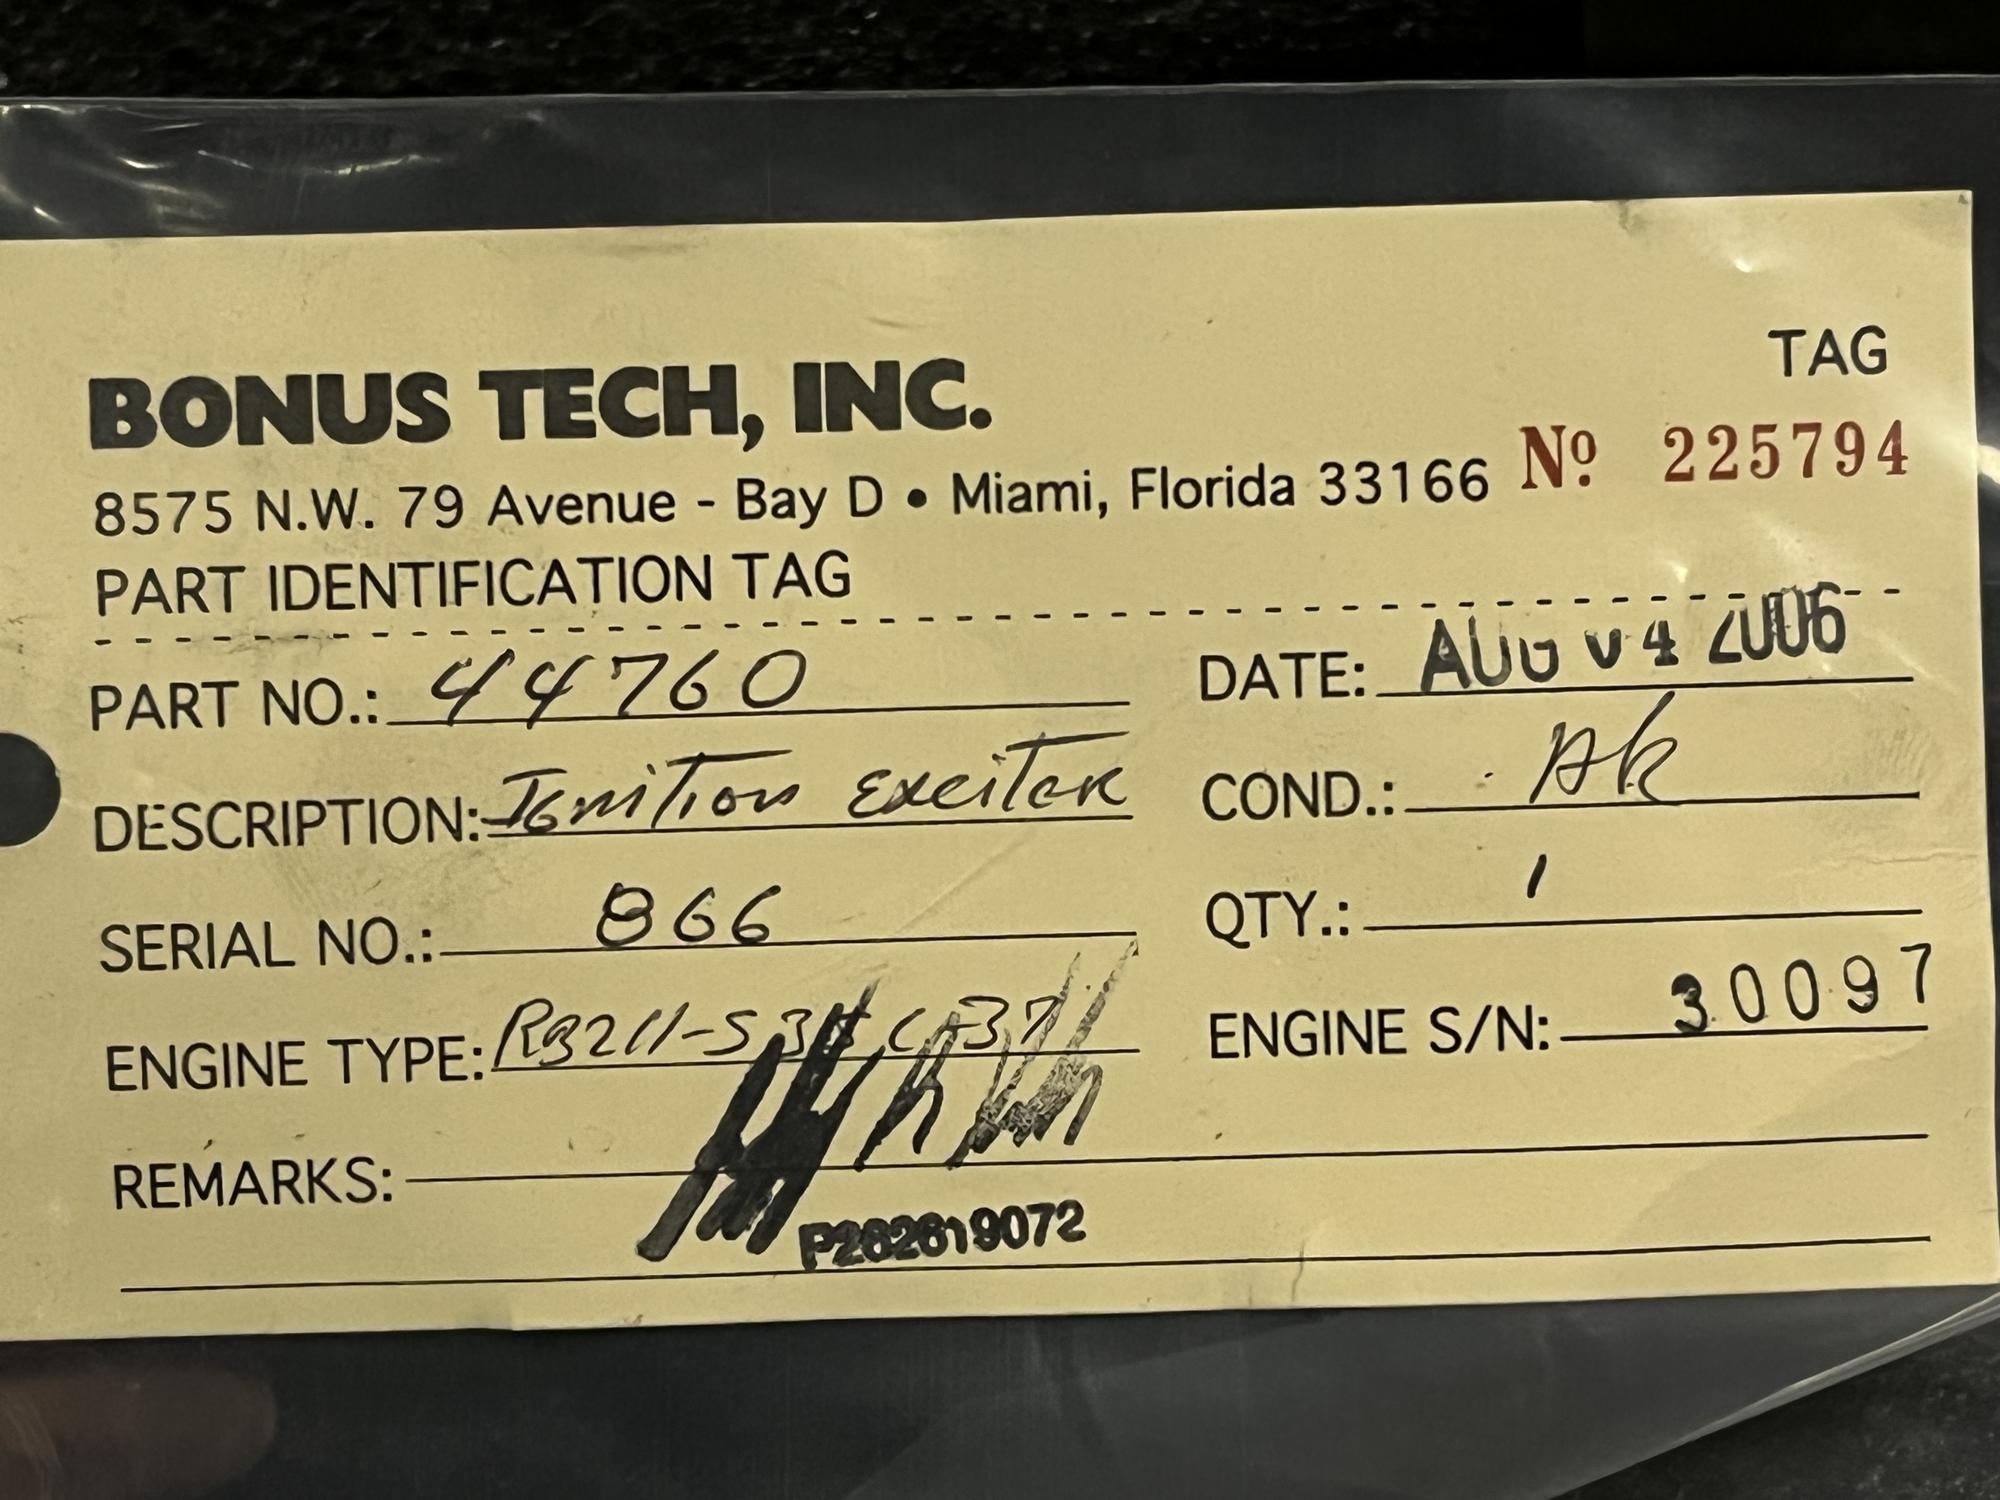 TAG
BONUS TECH, INC.
8575 N.W. 79 Avenue - Bay D • Miami, Florida 33166 Nº 225794
PART IDENTIFICATION TAG
PART NO.: 44760 DATE: AUG 04 2006
DESCRIPTION: Ignition Exciter COND.: AR
SERIAL NO.: 866 QTY.: 1
ENGINE TYPE: ENGINE S/N: 30097
REMARKS:
P262619072